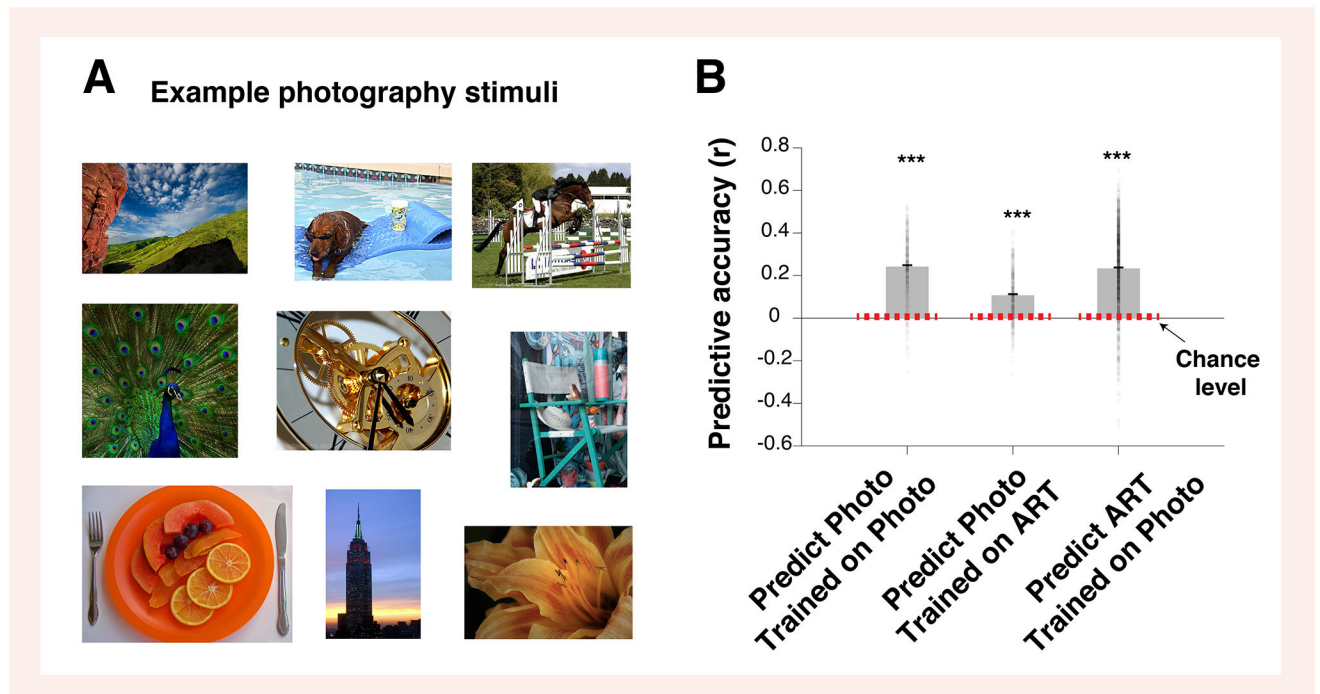 A
Example photography stimuli
B
Predictive accuracy (r)
0.8
0.6
0.4
0.2
0
-0.2
-0.4
-0.6
***
***
***
Chance
level
Predict Photo
Trained on Photo
Predict Photo
Trained on ART
Predict ART
Trained on Photo